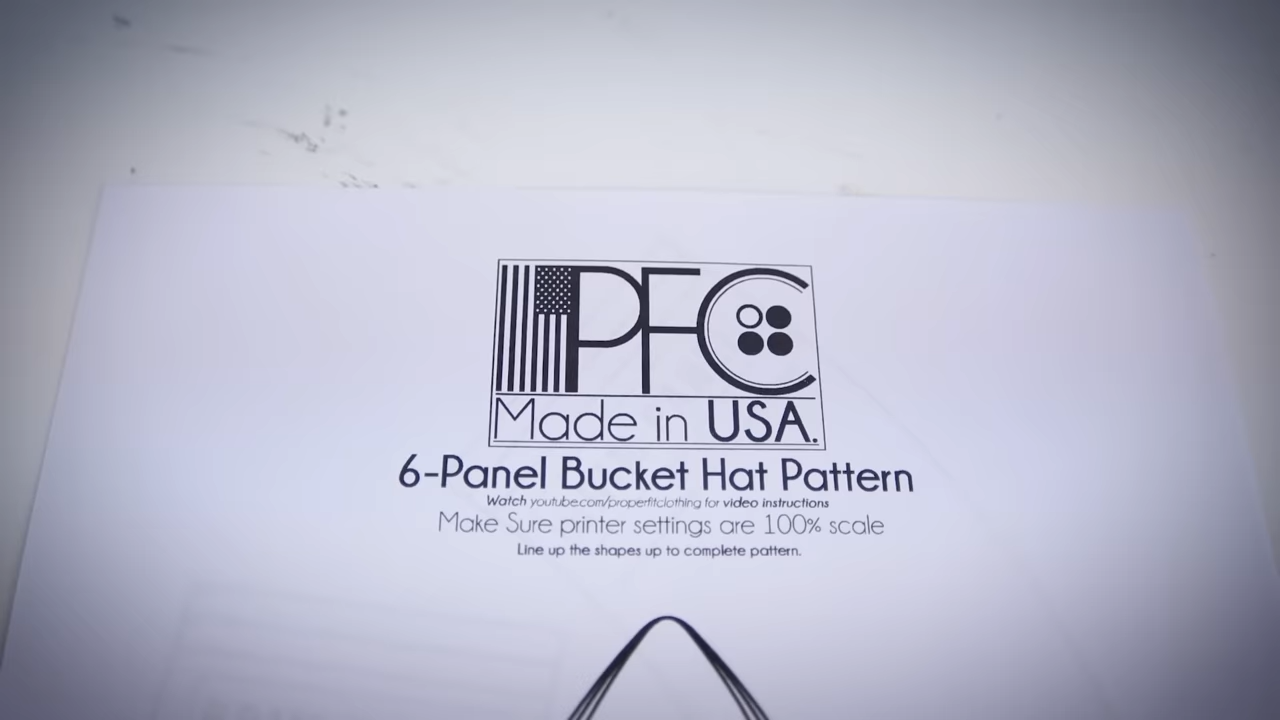 PFC
Made in USA.
6-Panel Bucket Hat Pattern
Watch youtube.com/properfitclothing for video instructions
Make Sure printer settings are 100% scale
Line up the shapes up to complete pattern.